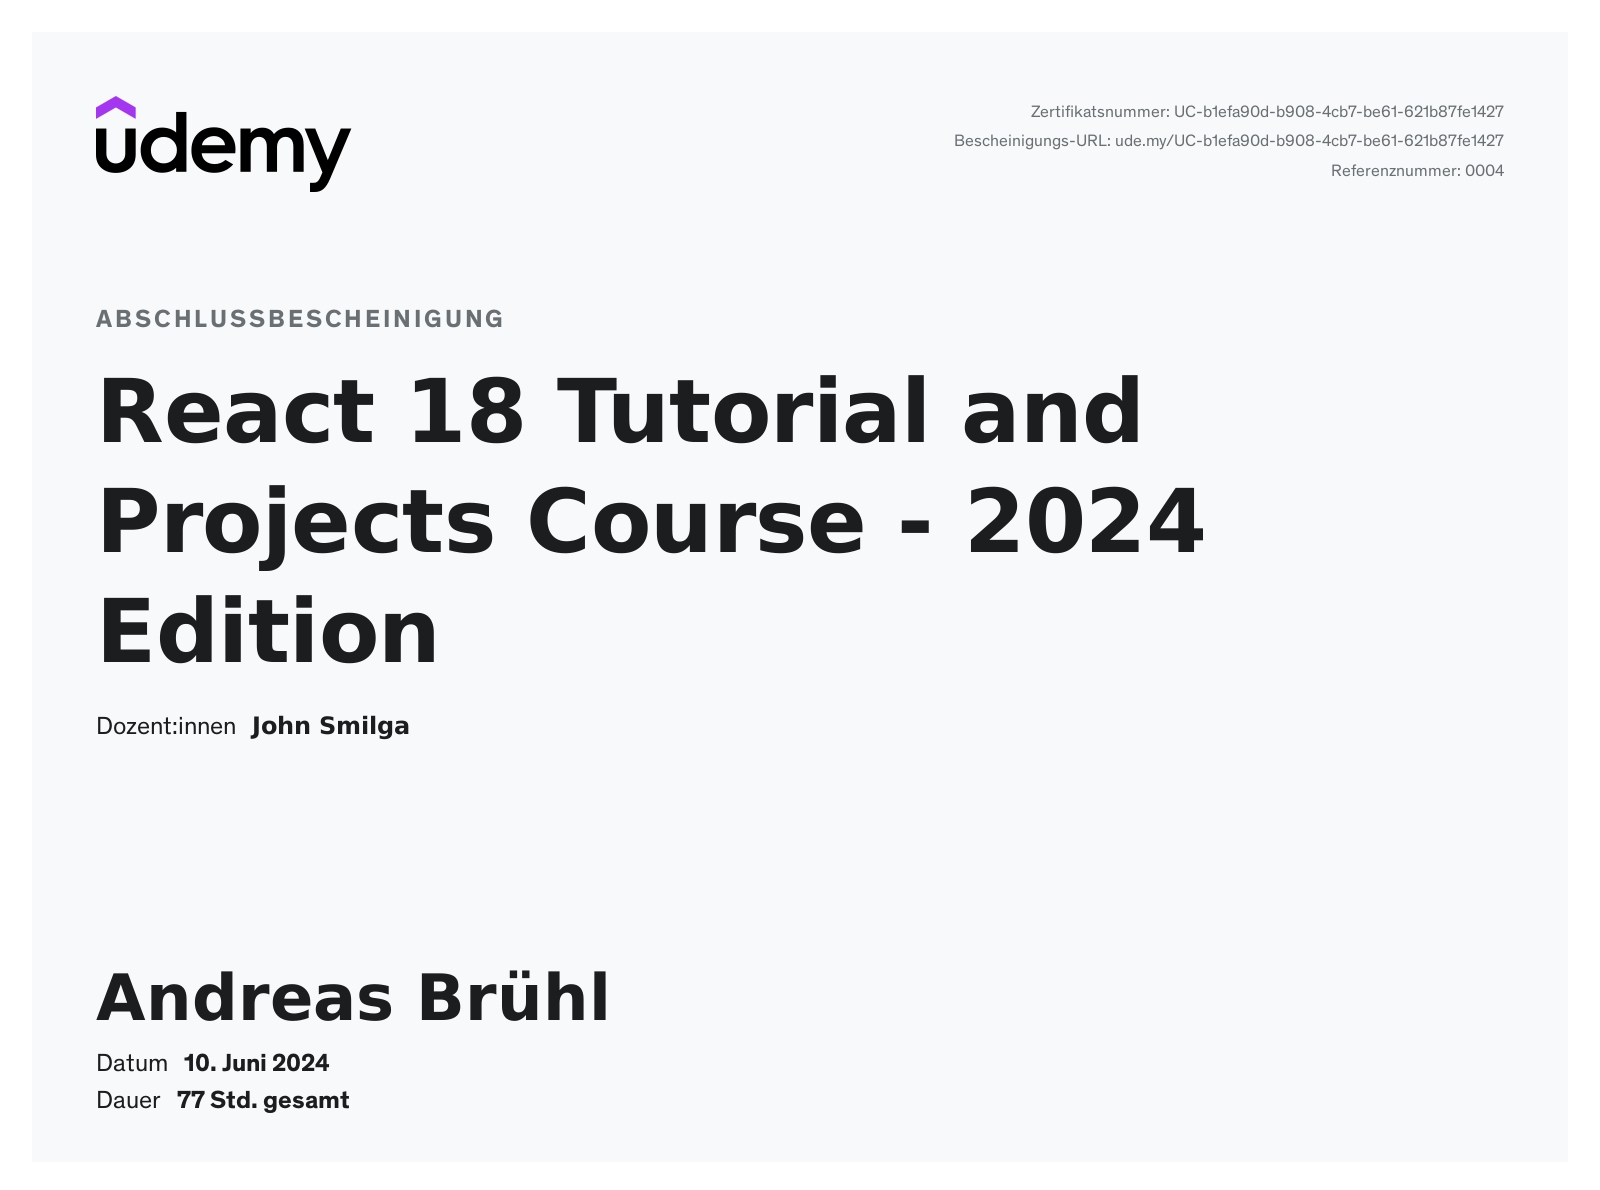 udemy
Zertifikatsnummer: UC-b1efa90d-b908-4cb7-be61-621b87fe1427
Bescheinigungs-URL: ude.my/UC-b1efa90d-b908-4cb7-be61-621b87fe1427
Referenznummer: 0004
ABSCHLUSSBESCHEINIGUNG
React 18 Tutorial and
Projects Course - 2024
Edition
Dozent:innen John Smilga
Andreas Brühl
Datum 10. Juni 2024
Dauer 77 Std. gesamt